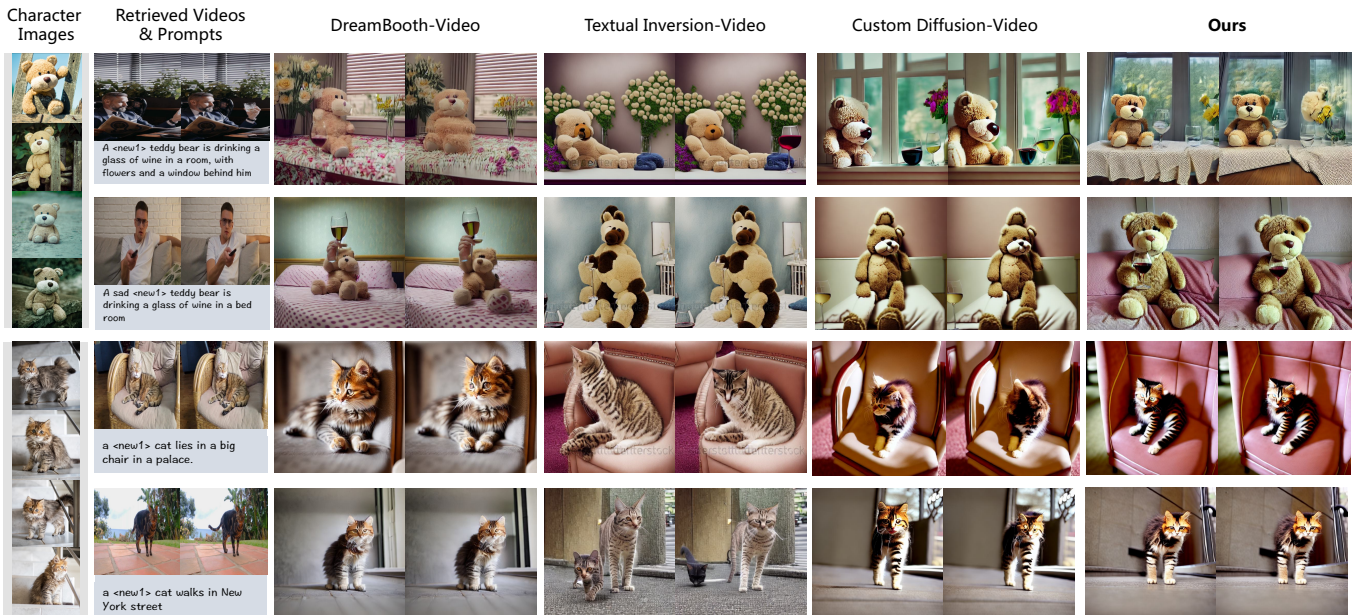 Character
Images
Retrieved Videos
& Prompts
DreamBooth-Video
Textual Inversion-Video
Custom Diffusion-Video
Ours
A <new1> teddy bear is drinking a
glass of wine in a room, with
flowers and a window behind him
A sad <new1> teddy bear is
drinking a glass of wine in a bed
room
a <new1> cat lies in a big
chair in a palace.
a <new1> cat walks in New
York street